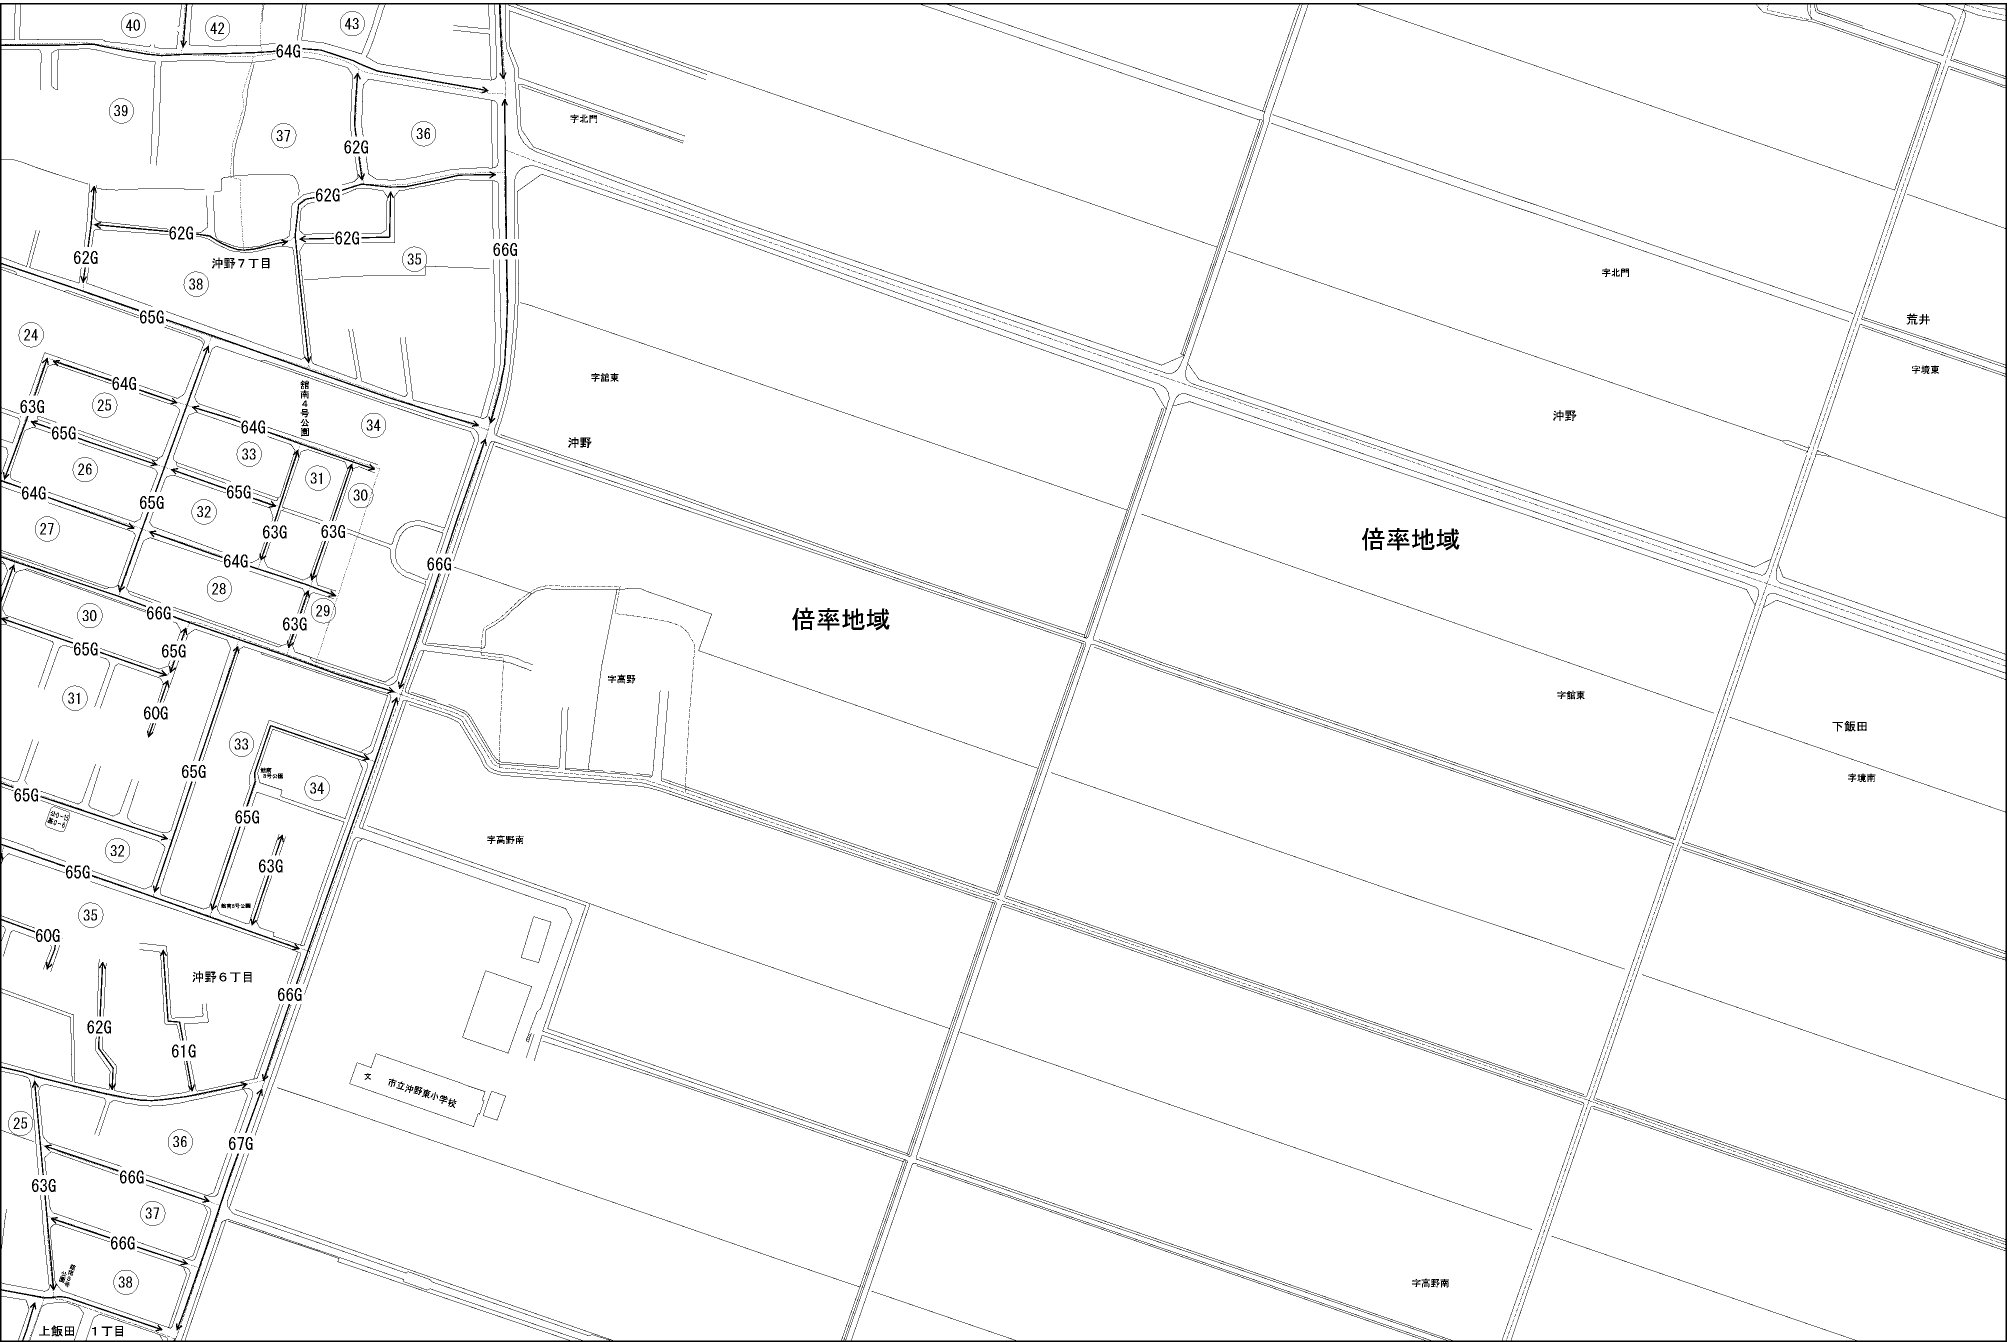 40
42
43
64G
39
37
36
字北門
62G
62G
62G
62G
62G
66G
沖野7丁目
35
38
字北門
荒井
65G
24
字境東
64G
字舘東
63G
25
舘南4号公園
34
沖野
64G
65G
33
沖野
26
31
30
64G
65G
65G
32
27
63G
63G
倍率地域
64G
66G
28
29
30
66G
63G
倍率地域
65G
65G
31
字高野
字舘東
60G
下飯田
33
65G
字境南
34
65G
65G
字高野南
32
63G
65G
35
60G
沖野6丁目
66G
62G
61G
文
市立沖野東小学校
25
36
67G
66G
63G
37
66G
38
字高野南
上飯田 1丁目